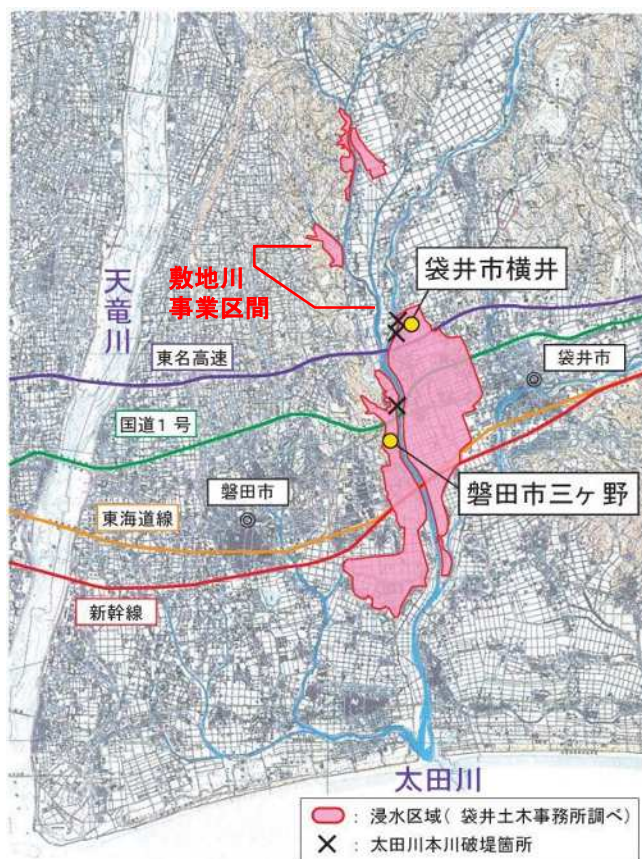 敷地川
事業区間
袋井市横井
天竜川
東名高速
袋井市
国道1号
磐田市
磐田市三ヶ野
東海道線
新幹線
太田川
: 浸水区域( 袋井土木事務所調べ)
: 太田川本川破堤箇所